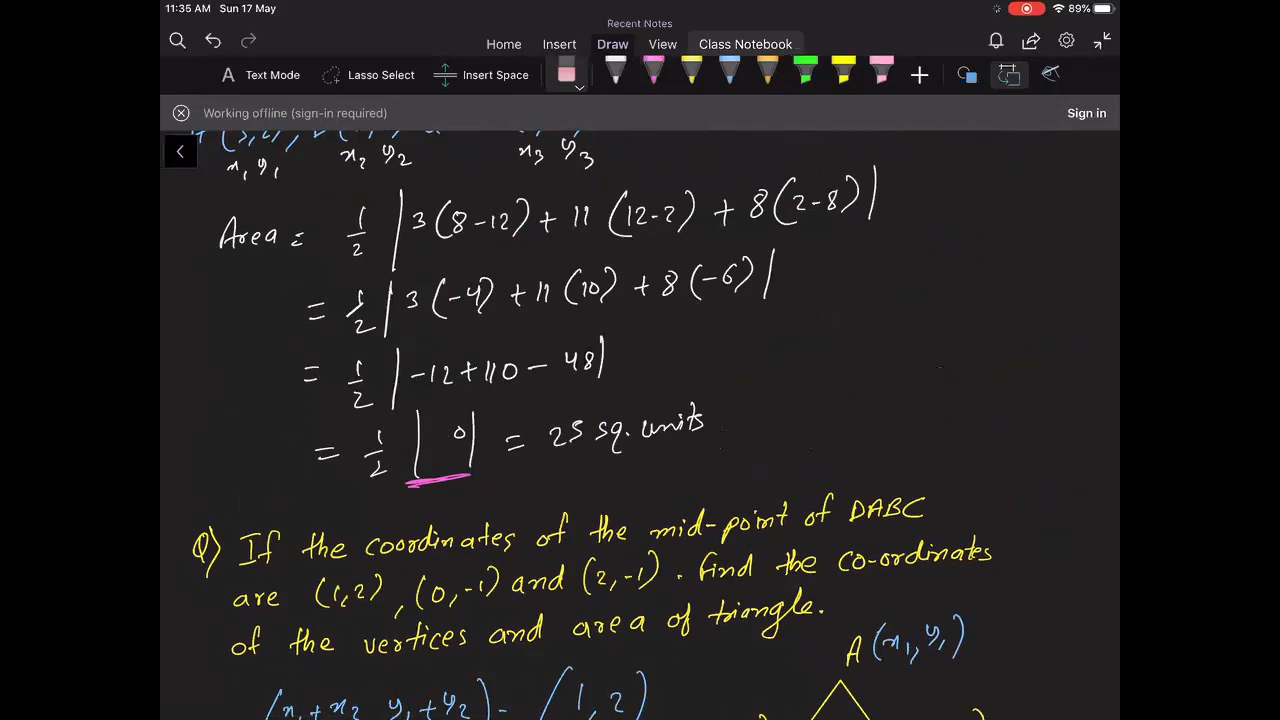 11:35 AM Sun 17 May
89%
Recent Notes
Home Insert Draw View Class Notebook
Text Mode Lasso Select Insert Space
Working offline (sign-in required) Sign in
x1 y1 x2 y2 x3 y3
Area = 1/2 |3(8-12) + 11(12-2) + 8(2-8)|
= 1/2 |3(-4) + 11(10) + 8(-6)|
= 1/2 |-12+110-48|
= 1/2 | 0| = 25 sq. units
Q) If the coordinates of the mid-point of DABC
are (1,2), (0,-1) and (2,-1). Find the co-ordinates
of the vertices and area of triangle.
A (x1, y1)
(x1+x2 y1+y2) = (1, 2)